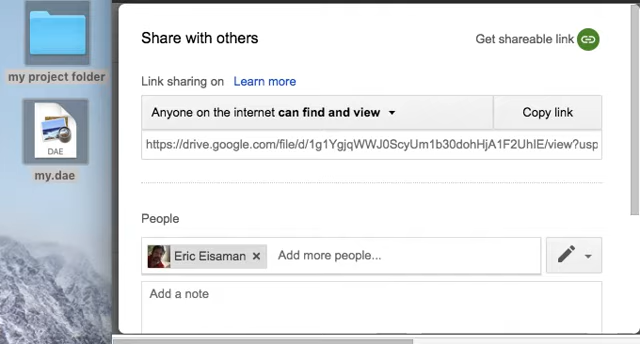 my project folder
DAE
my.dae
Share with others
Get shareable link
Link sharing on Learn more
Anyone on the internet can find and view
Copy link
https://drive.google.com/file/d/1g1YgjqWWJ0ScyUm1b30dohHjA1F2UhIE/view?usp
People
Eric Eisaman × Add more people...
Add a note